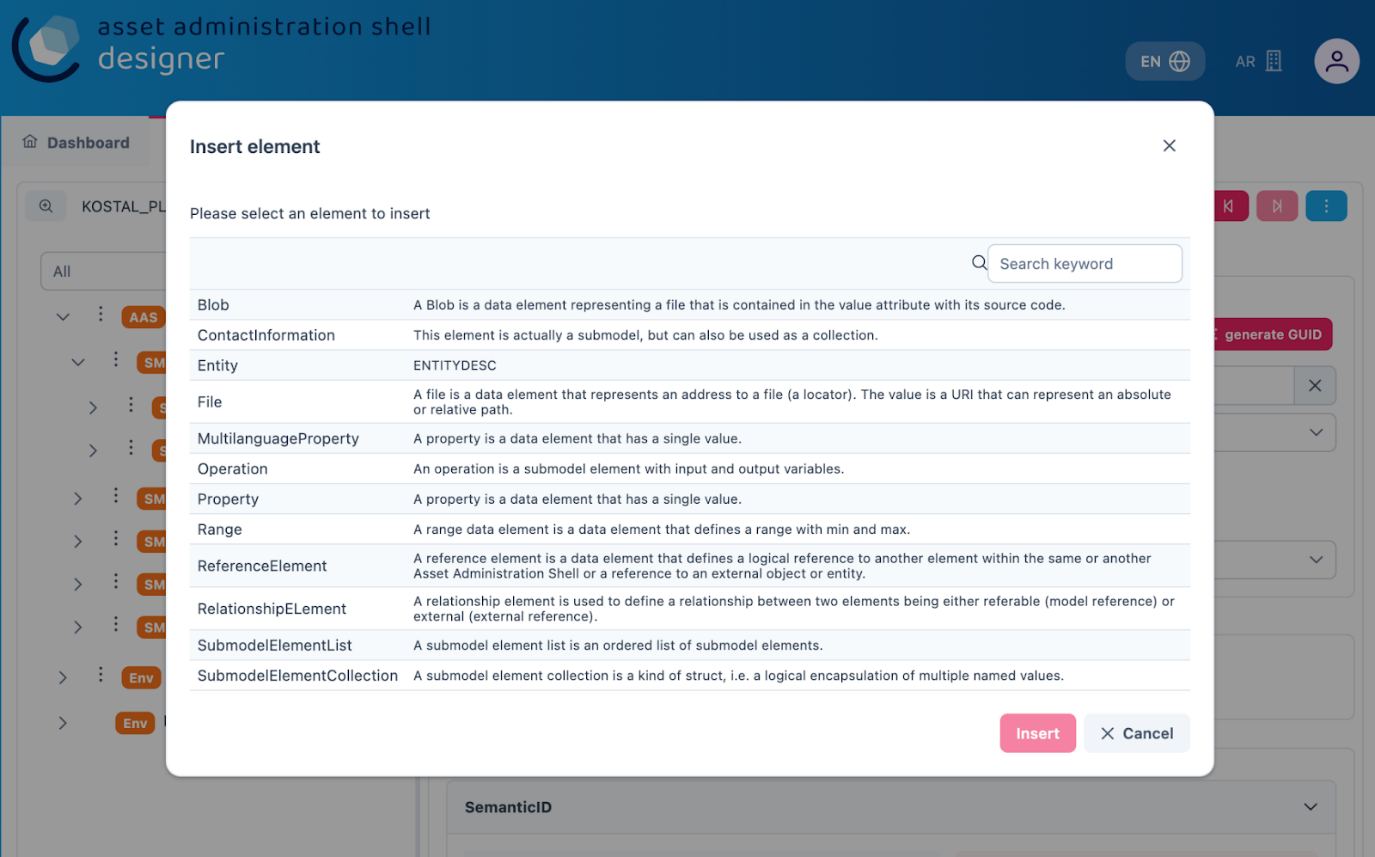 asset administration shell
designer
EN
AR
Dashboard
KOSTAL_PL
All
AAS
SM
SM
SM
SM
SM
Env
Env
generate GUID
Insert element
Please select an element to insert
Search keyword
Blob A Blob is a data element representing a file that is contained in the value attribute with its source code.
ContactInformation This element is actually a submodel, but can also be used as a collection.
Entity ENTITYDESC
File A file is a data element that represents an address to a file (a locator). The value is a URI that can represent an absolute
or relative path.
MultilanguageProperty A property is a data element that has a single value.
Operation An operation is a submodel element with input and output variables.
Property A property is a data element that has a single value.
Range A range data element is a data element that defines a range with min and max.
ReferenceElement A reference element is a data element that defines a logical reference to another element within the same or another
Asset Administration Shell or a reference to an external object or entity.
RelationshipELement A relationship element is used to define a relationship between two elements being either referable (model reference) or
external (external reference).
SubmodelElementList A submodel element list is an ordered list of submodel elements.
SubmodelElementCollection A submodel element collection is a kind of struct, i.e. a logical encapsulation of multiple named values.
Insert
Cancel
SemanticID